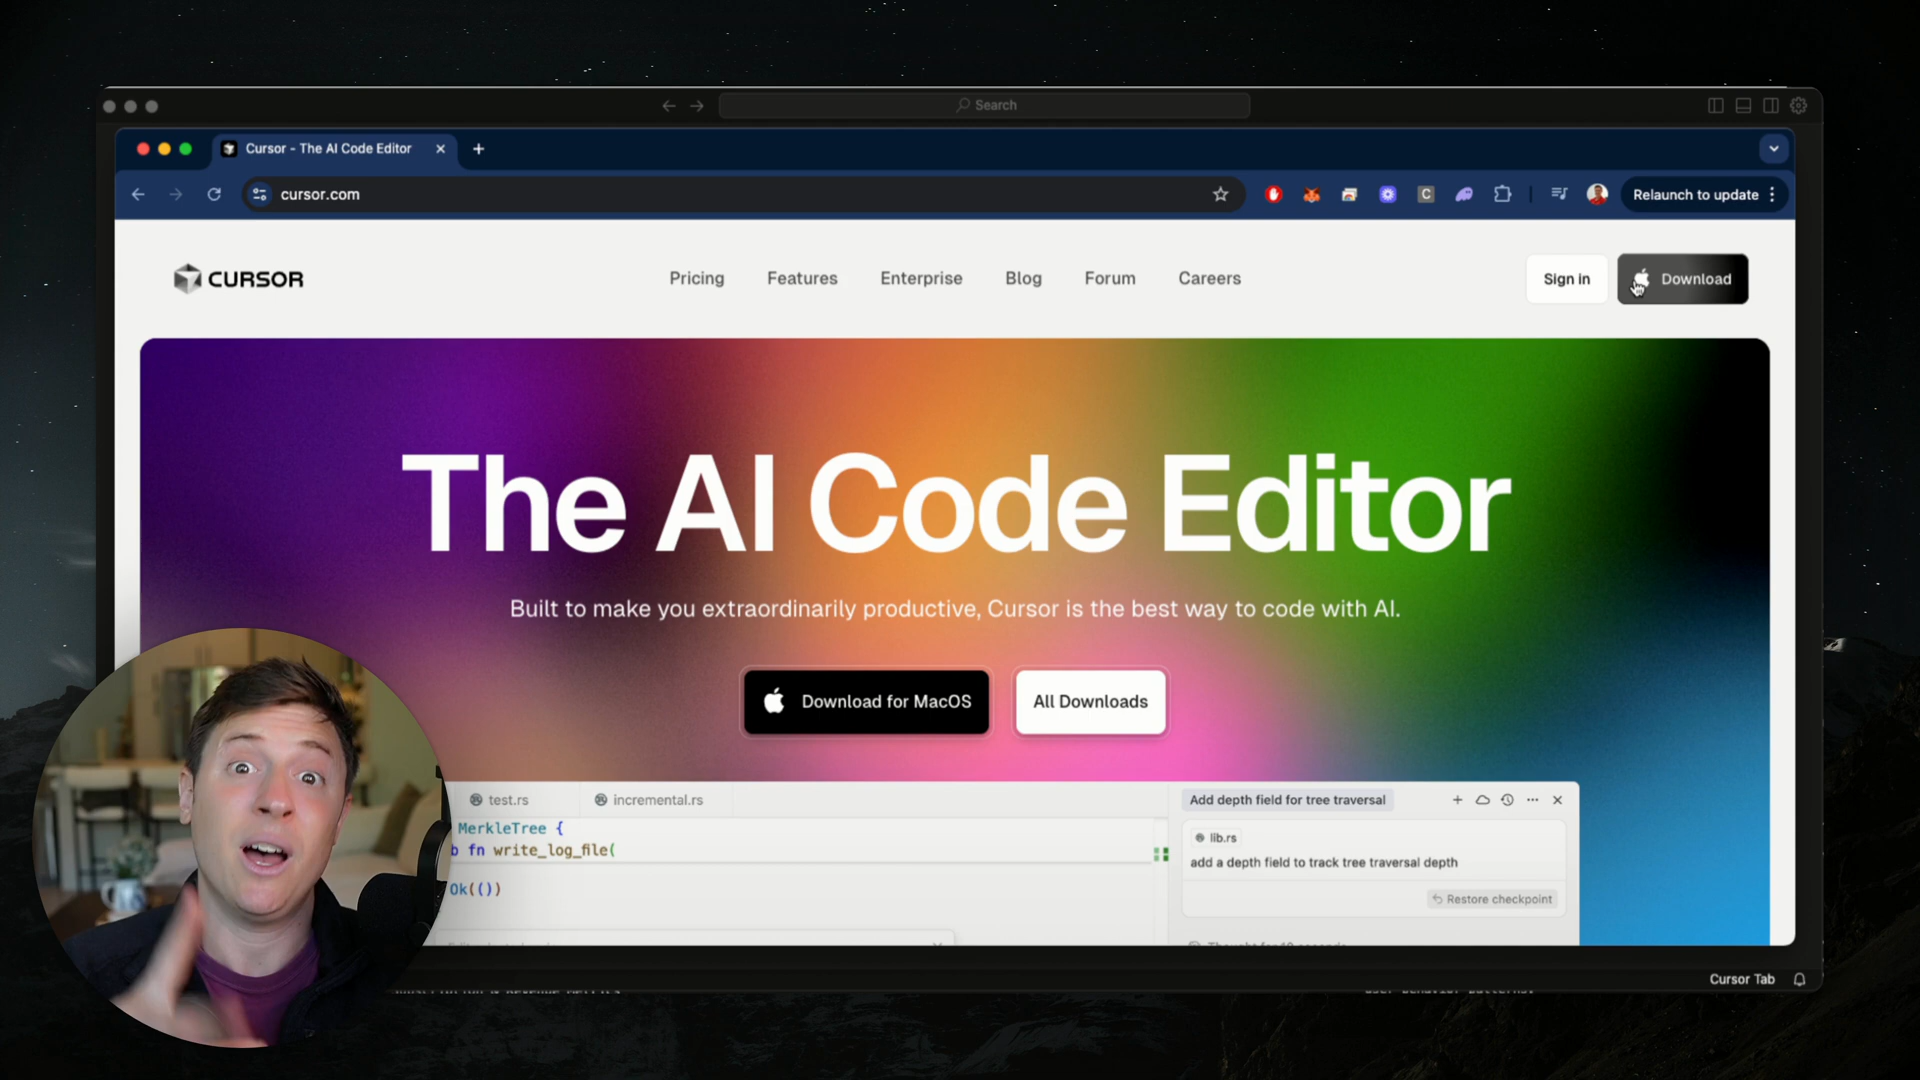 Search
Cursor - The AI Code Editor
cursor.com
Relaunch to update
CURSOR
Pricing
Features
Enterprise
Blog
Forum
Careers
Sign in
Download
The AI Code Editor
Built to make you extraordinarily productive, Cursor is the best way to code with AI.
Download for MacOS
All Downloads
test.rs
incremental.rs
Add depth field for tree traversal
MerkleTree {
b fn write_log_file(
lib.rs
add a depth field to track tree traversal depth
Ok(())
Restore checkpoint
Cursor Tab